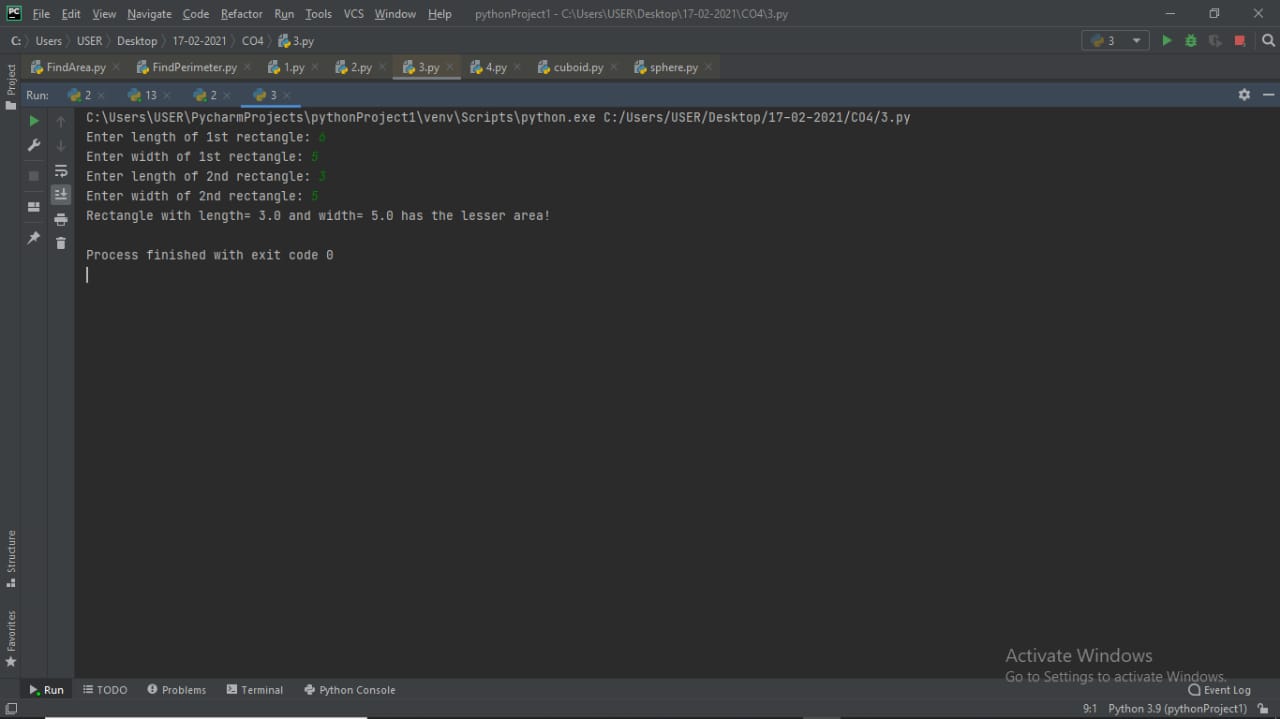 PC File Edit View Navigate Code Refactor Run Tools VCS Window Help pythonProject1 - C:\Users\USER\Desktop\17-02-2021\CO4\3.py
C: Users USER Desktop 17-02-2021 CO4 3.py 3
FindArea.py FindPerimeter.py 1.py 2.py 3.py 4.py cuboid.py sphere.py
Project
Run: 2 13 2 3
C:\Users\USER\PycharmProjects\pythonProject1\venv\Scripts\python.exe C:/Users/USER/Desktop/17-02-2021/CO4/3.py
Enter length of 1st rectangle: 6
Enter width of 1st rectangle: 5
Enter length of 2nd rectangle: 3
Enter width of 2nd rectangle: 5
Rectangle with length= 3.0 and width= 5.0 has the lesser area!
Process finished with exit code 0
Structure
Favorites
Activate Windows
Go to Settings to activate Windows.
Run TODO Problems Terminal Python Console Event Log
9:1 Python 3.9 (pythonProject1)